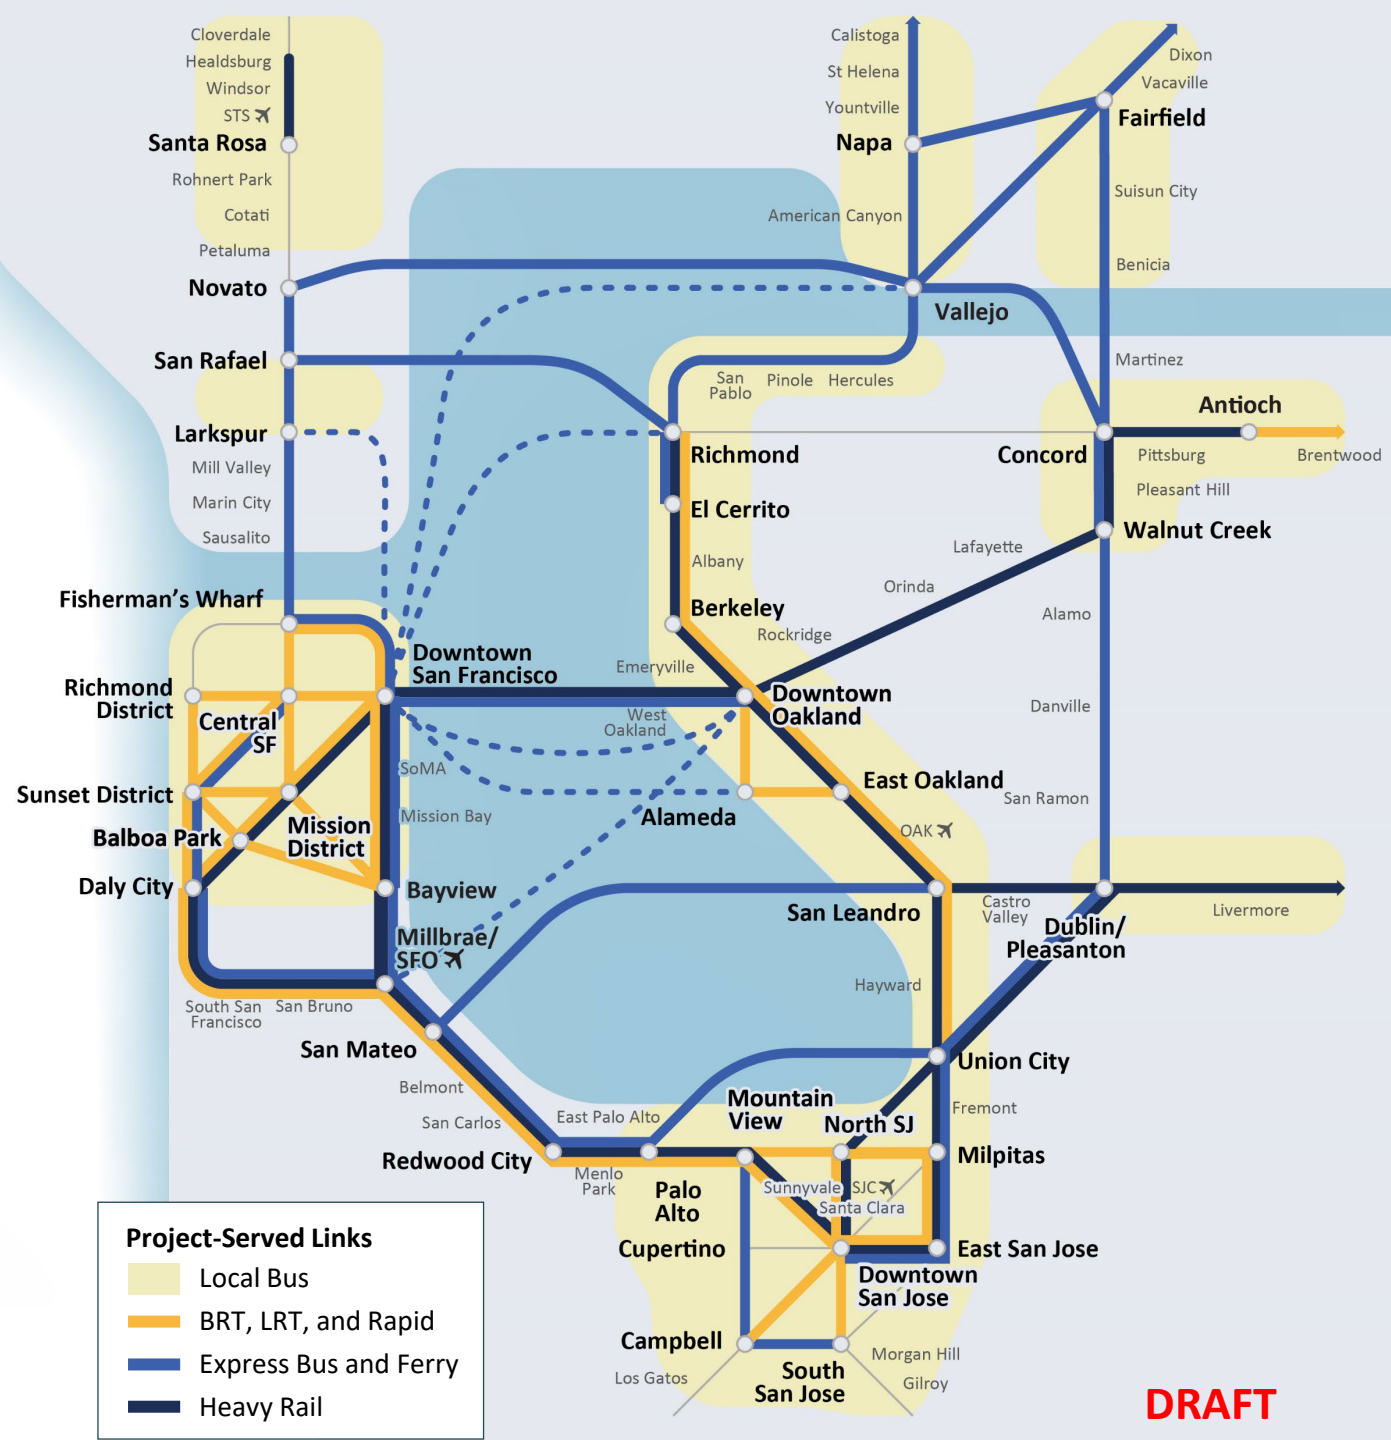 Cloverdale
Healdsburg
Windsor
STS
Santa Rosa
Rohnert Park
Cotati
Petaluma
Novato
San Rafael
Larkspur
Mill Valley
Marin City
Sausalito
Calistoga
St Helena
Yountville
Napa
American Canyon
Vallejo
Dixon
Vacaville
Fairfield
Suisun City
Benicia
Martinez
San
Pablo
Pinole
Hercules
Antioch
Richmond
Concord
Pittsburg
Brentwood
Pleasant Hill
El Cerrito
Walnut Creek
Albany
Lafayette
Orinda
Berkeley
Rockridge
Alamo
Emeryville
Fisherman's Wharf
Downtown
San Francisco
Richmond
District
Central
SF
West
Oakland
Downtown
Oakland
Danville
SoMA
Sunset District
Mission Bay
Balboa Park
Mission
District
Alameda
East Oakland
San Ramon
OAK
Daly City
Bayview
San Leandro
Castro
Valley
Livermore
Dublin/
Pleasanton
Millbrae/
SFO
Hayward
South San
Francisco
San Bruno
San Mateo
Union City
Belmont
San Carlos
East Palo Alto
Mountain
View
North SJ
Fremont
Redwood City
Menlo
Park
Milpitas
Palo
Alto
Sunnyvale
SJC
Santa Clara
Cupertino
East San Jose
Downtown
San Jose
Campbell
Los Gatos
South
San Jose
Morgan Hill
Gilroy
Project-Served Links
Local Bus
BRT, LRT, and Rapid
Express Bus and Ferry
Heavy Rail
DRAFT